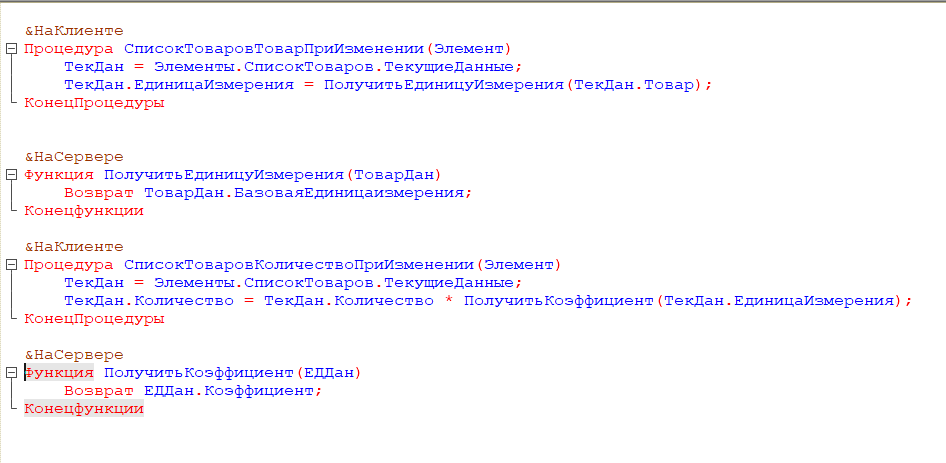 &НаКлиенте
Процедура СписокТоваровТоварПриИзменении(Элемент)
ТекДан = Элементы.СписокТоваров.ТекущиеДанные;
ТекДан.ЕдиницаИзмерения = ПолучитьЕдиницуИзмерения(ТекДан.Товар);
КонецПроцедуры
&НаСервере
Функция ПолучитьЕдиницуИзмерения(ТоварДан)
Возврат ТоварДан.БазоваяЕдиницаизмерения;
Конецфункции
&НаКлиенте
Процедура СписокТоваровКоличествоПриИзменении(Элемент)
ТекДан = Элементы.СписокТоваров.ТекущиеДанные;
ТекДан.Количество = ТекДан.Количество * ПолучитьКоэффициент(ТекДан.ЕдиницаИзмерения);
КонецПроцедуры
&НаСервере
Функция ПолучитьКоэффициент(ЕДДан)
Возврат ЕДДан.Коэффициент;
Конецфункции